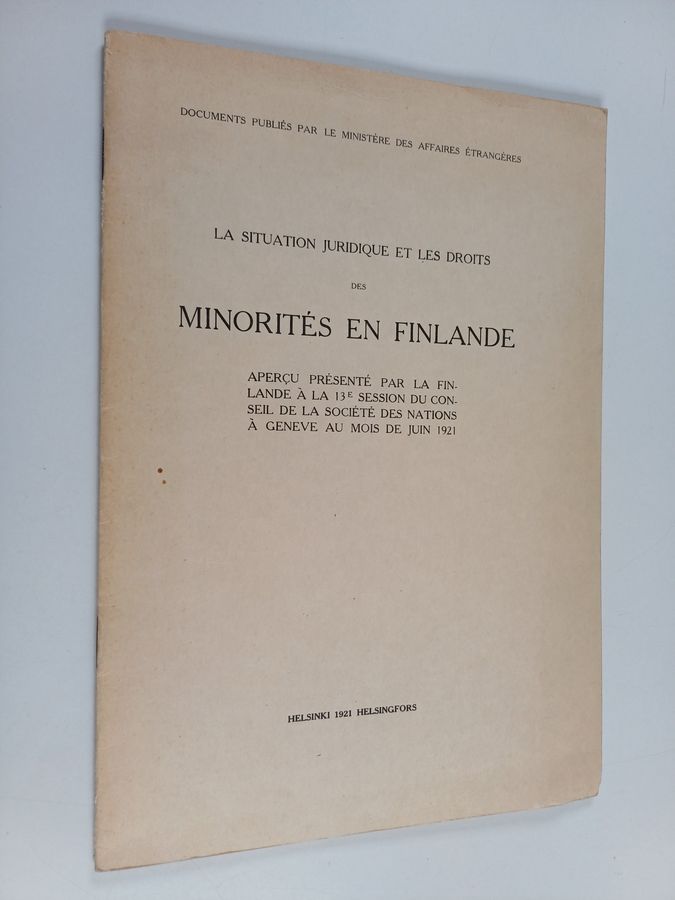 DOCUMENTS PUBLIÉS PAR LE MINISTÈRE DES AFFAIRES ÉTRANGÈRES
LA SITUATION JURIDIQUE ET LES DROITS
DES
MINORITÉS EN FINLANDE
APERÇU PRÉSENTÉ PAR LA FIN-
LANDE À LA 13E SESSION DU CON-
SEIL DE LA SOCIÉTÉ DES NATIONS
À GENEVE AU MOIS DE JUIN 1921
HELSINKI 1921 HELSINGFORS